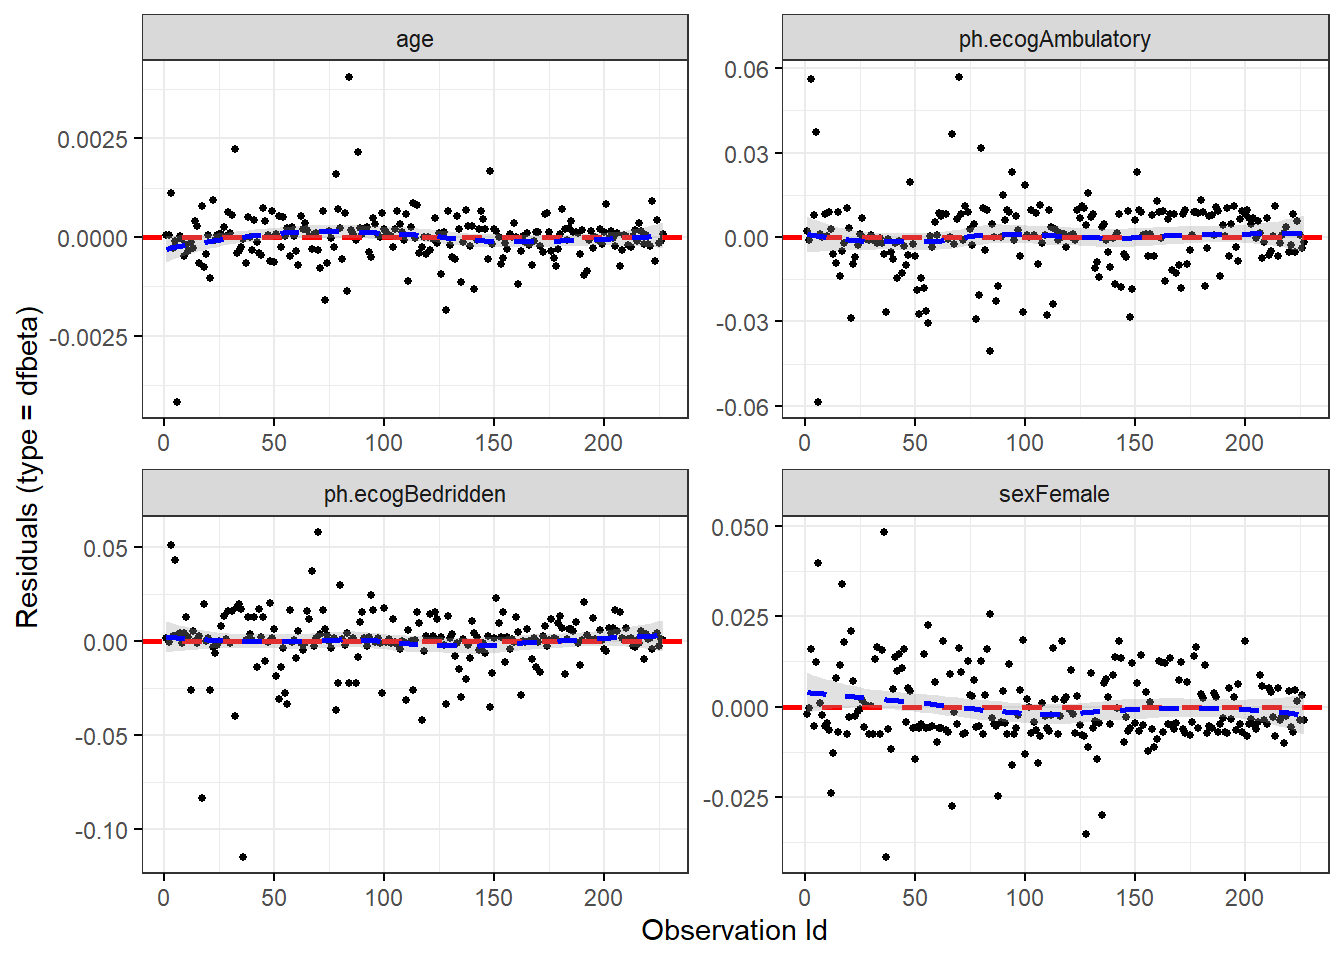 age
ph.ecogAmbulatory
0.0025
0.0000
-0.0025
0 50 100 150 200
0.06
0.03
0.00
-0.03
-0.06
0 50 100 150 200
Residuals (type = dfbeta)
ph.ecogBedridden
sexFemale
0.05
0.00
-0.05
-0.10
0 50 100 150 200
0.050
0.025
0.000
-0.025
0 50 100 150 200
Observation Id